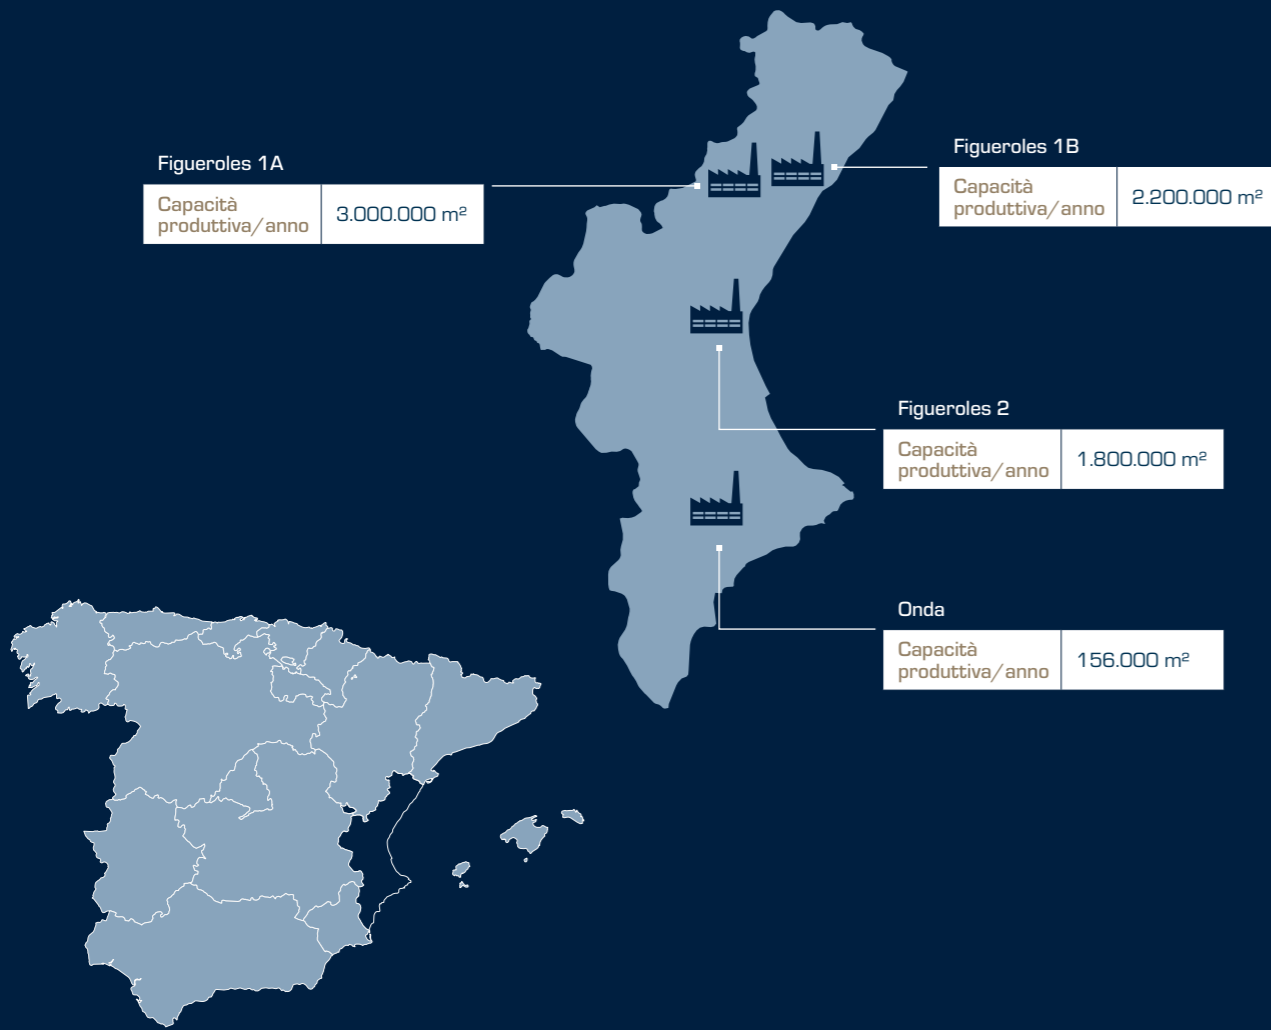 Figueroles 1A
Capacità
produttiva/anno
3.000.000 m²
Figueroles 1B
Capacità
produttiva/anno
2.200.000 m²
Figueroles 2
Capacità
produttiva/anno
1.800.000 m²
Onda
Capacità
produttiva/anno
156.000 m²